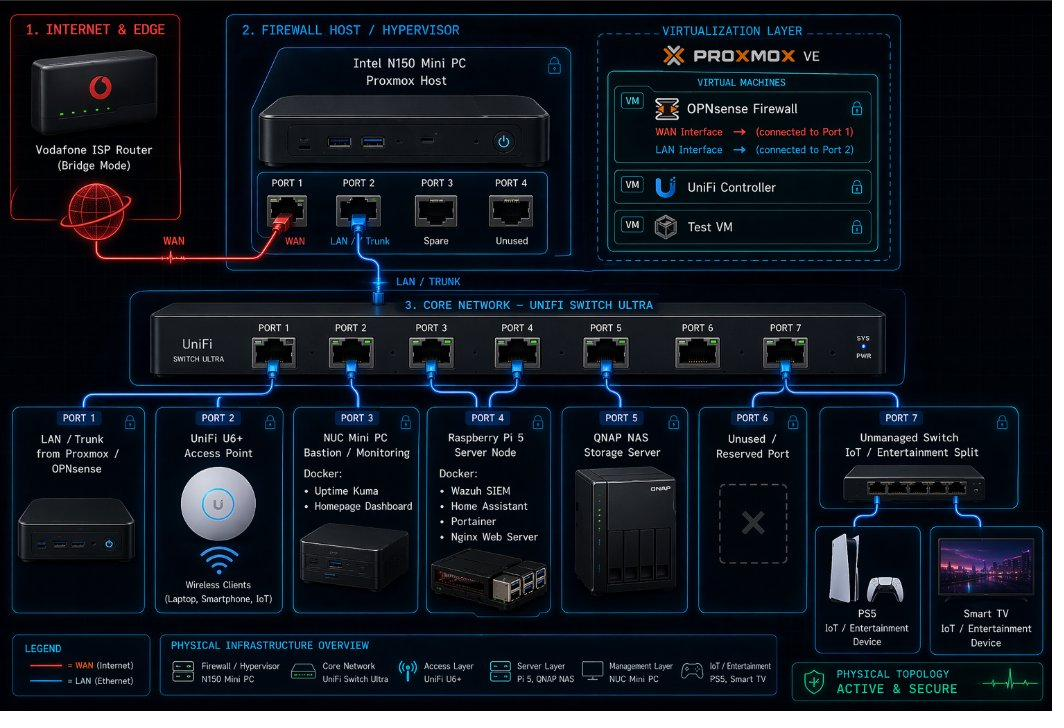 1. INTERNET & EDGE
Vodafone ISP Router
(Bridge Mode)
WAN
2. FIREWALL HOST / HYPERVISOR
Intel N150 Mini PC
Proxmox Host
PORT 1
PORT 2
PORT 3
PORT 4
WAN
LAN / Trunk
Spare
Unused
VIRTUALIZATION LAYER
PROXMOX VE
VIRTUAL MACHINES
VM
OPNsense Firewall
WAN Interface → (connected to Port 1)
LAN Interface → (connected to Port 2)
VM
UniFi Controller
VM
Test VM
LAN / TRUNK
3. CORE NETWORK – UNIFI SWITCH ULTRA
UniFi
SWITCH ULTRA
PORT 1
PORT 2
PORT 3
PORT 4
PORT 5
PORT 6
PORT 7
SYS
PWR
PORT 1
LAN / Trunk
from Proxmox /
OPNsense
PORT 2
UniFi U6+
Access Point
Wireless Clients
(Laptop, Smartphone, IoT)
PORT 3
NUC Mini PC
Bastion / Monitoring
Docker:
• Uptime Kuma
• Homepage Dashboard
PORT 4
Raspberry Pi 5
Server Node
Docker:
• Wazuh SIEM
• Home Assistant
• Portainer
• Nginx Web Server
PORT 5
QNAP NAS
Storage Server
QNAP
PORT 6
Unused /
Reserved Port
PORT 7
Unmanaged Switch
IoT / Entertainment Split
PS5
IoT / Entertainment
Device
Smart TV
IoT / Entertainment
Device
LEGEND
= WAN (Internet)
= LAN (Ethernet)
PHYSICAL INFRASTRUCTURE OVERVIEW
Firewall / Hypervisor
N150 Mini PC
Core Network
UniFi Switch Ultra
Access Layer
UniFi U6+
Server Layer
Pi 5, QNAP NAS
Management Layer
NUC Mini PC
IoT / Entertainment
PS5, Smart TV
PHYSICAL TOPOLOGY
ACTIVE & SECURE